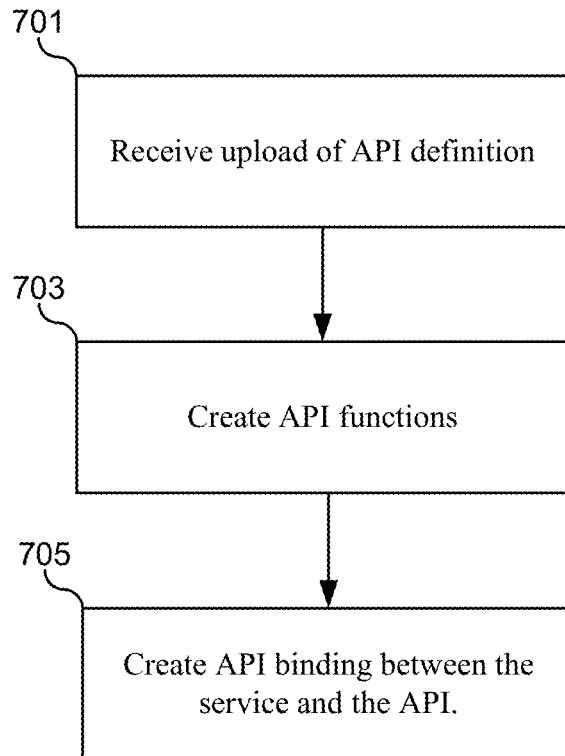 701
Receive upload of API definition
703
Create API functions
705
Create API binding between the
service and the API.